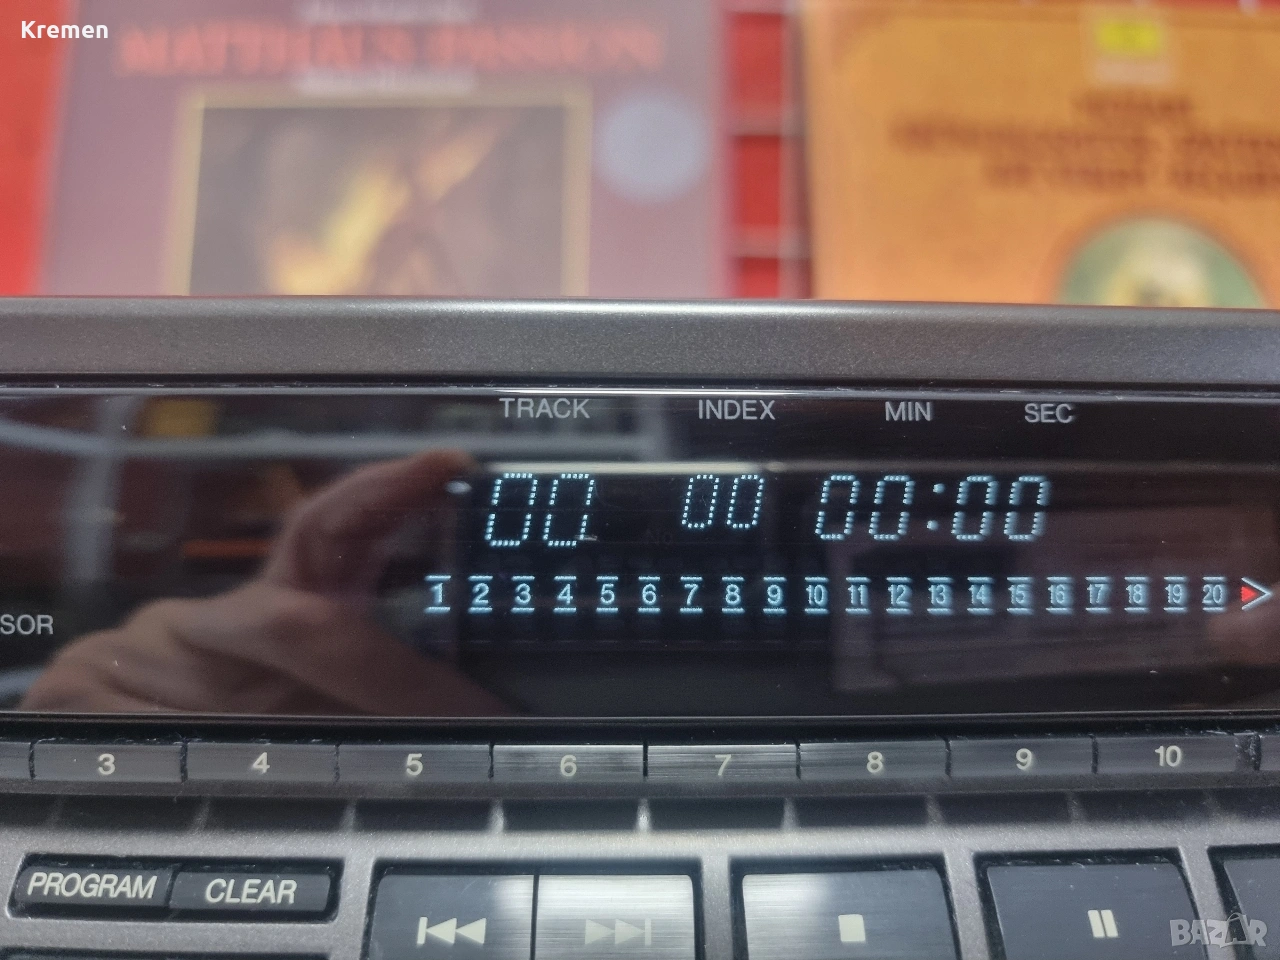 Kremen
MATTHÄUS-PASSION
TRACK INDEX MIN SEC
00 00 00:00
1 2 3 4 5 6 7 8 9 10 11 12 13 14 15 16 17 18 19 20
SOR
3 4 5 6 7 8 9 10
PROGRAM CLEAR
BAZAR